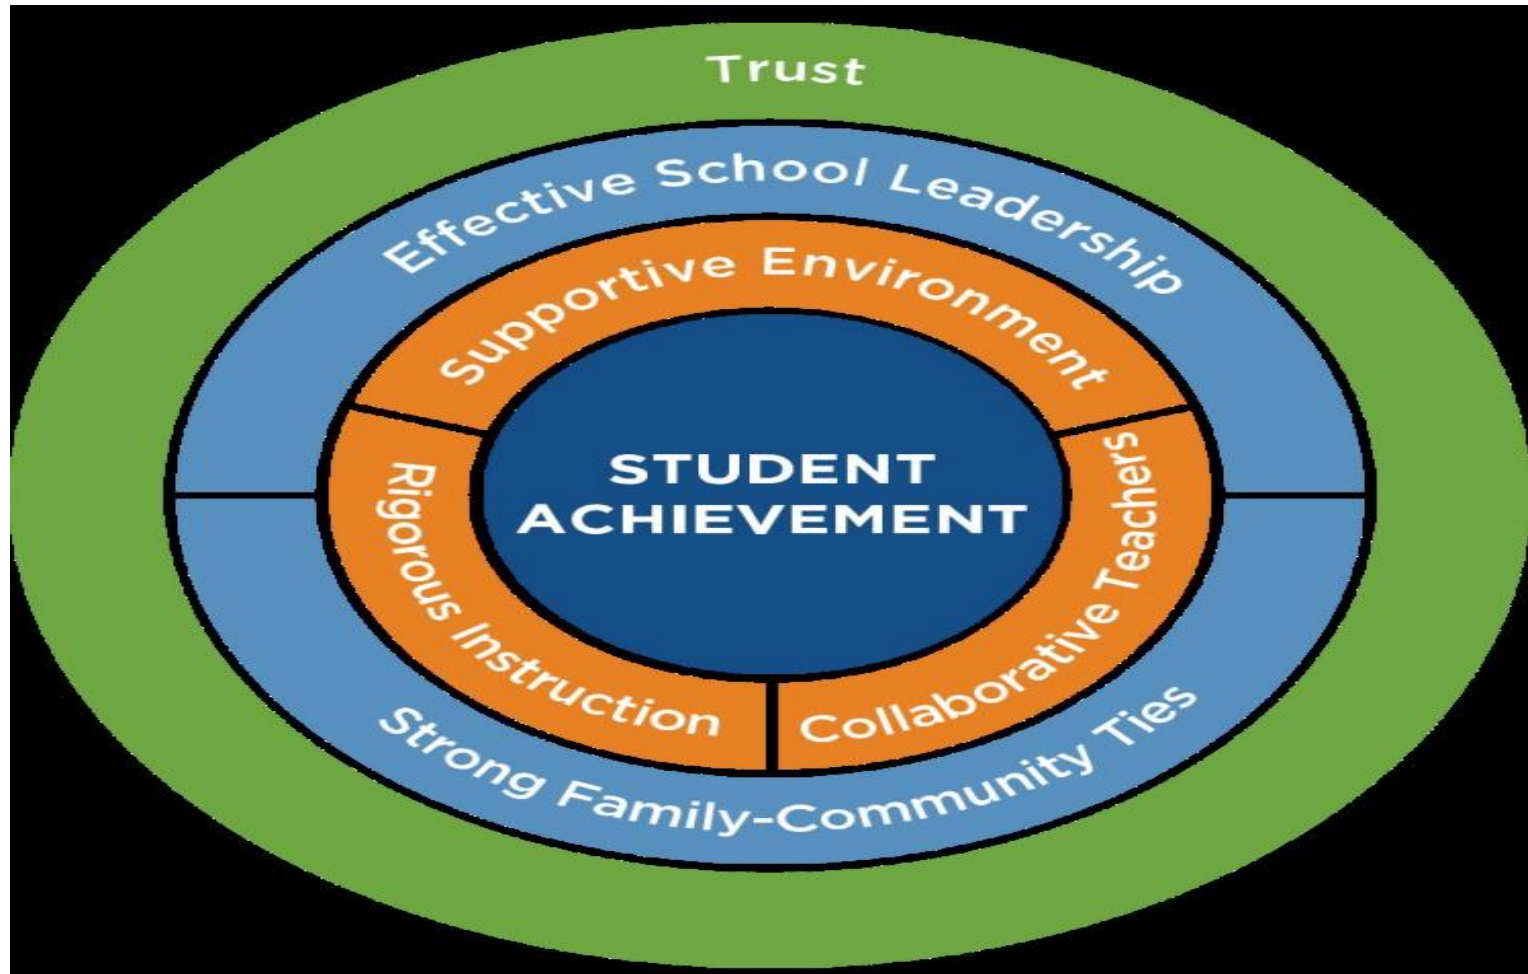 Trust
Effective School Leadership
Supportive Environment
STUDENT
ACHIEVEMENT
Rigorous Instruction
Collaborative Teachers
Strong Family-Community Ties